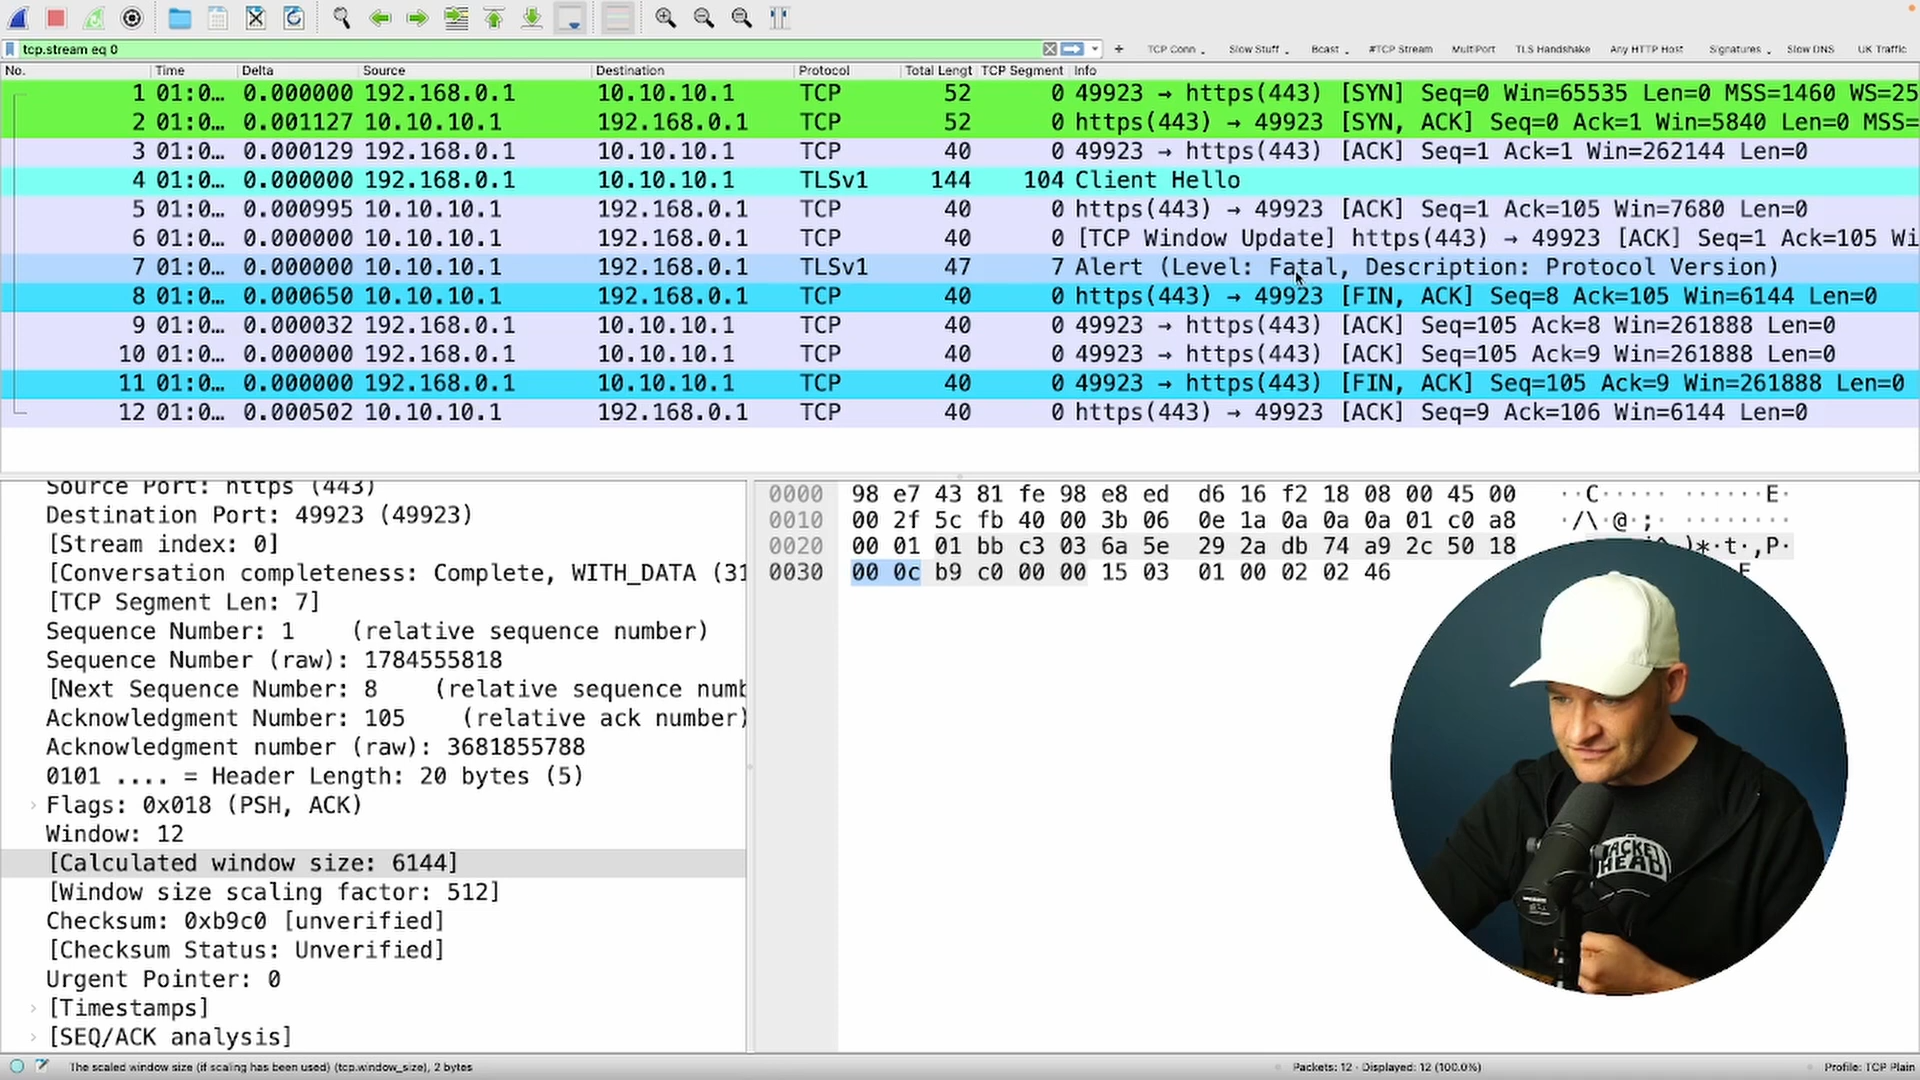 tcp.stream eq 0
TCP Conn
Slow Stuff
Bcast
#TCP Stream
MultiPort
TLS Handshake
Any HTTP Host
Signatures
Slow DNS
UK Traffic
No. Time Delta Source Destination Protocol Total Lengt TCP Segment Info
1 01:0… 0.000000 192.168.0.1 10.10.10.1 TCP 52 0 49923 → https(443) [SYN] Seq=0 Win=65535 Len=0 MSS=1460 WS=25
2 01:0… 0.001127 10.10.10.1 192.168.0.1 TCP 52 0 https(443) → 49923 [SYN, ACK] Seq=0 Ack=1 Win=5840 Len=0 MSS=
3 01:0… 0.000129 192.168.0.1 10.10.10.1 TCP 40 0 49923 → https(443) [ACK] Seq=1 Ack=1 Win=262144 Len=0
4 01:0… 0.000000 192.168.0.1 10.10.10.1 TLSv1 144 104 Client Hello
5 01:0… 0.000995 10.10.10.1 192.168.0.1 TCP 40 0 https(443) → 49923 [ACK] Seq=1 Ack=105 Win=7680 Len=0
6 01:0… 0.000000 10.10.10.1 192.168.0.1 TCP 40 0 [TCP Window Update] https(443) → 49923 [ACK] Seq=1 Ack=105 Wi
7 01:0… 0.000000 10.10.10.1 192.168.0.1 TLSv1 47 7 Alert (Level: Fatal, Description: Protocol Version)
8 01:0… 0.000650 10.10.10.1 192.168.0.1 TCP 40 0 https(443) → 49923 [FIN, ACK] Seq=8 Ack=105 Win=6144 Len=0
9 01:0… 0.000032 192.168.0.1 10.10.10.1 TCP 40 0 49923 → https(443) [ACK] Seq=105 Ack=8 Win=261888 Len=0
10 01:0… 0.000000 192.168.0.1 10.10.10.1 TCP 40 0 49923 → https(443) [ACK] Seq=105 Ack=9 Win=261888 Len=0
11 01:0… 0.000000 192.168.0.1 10.10.10.1 TCP 40 0 49923 → https(443) [FIN, ACK] Seq=105 Ack=9 Win=261888 Len=0
12 01:0… 0.000502 10.10.10.1 192.168.0.1 TCP 40 0 https(443) → 49923 [ACK] Seq=9 Ack=106 Win=6144 Len=0
Source Port: https (443)
Destination Port: 49923 (49923)
[Stream index: 0]
[Conversation completeness: Complete, WITH_DATA (31
[TCP Segment Len: 7]
Sequence Number: 1 (relative sequence number)
Sequence Number (raw): 1784555818
[Next Sequence Number: 8 (relative sequence numb
Acknowledgment Number: 105 (relative ack number)
Acknowledgment number (raw): 3681855788
0101 .... = Header Length: 20 bytes (5)
Flags: 0x018 (PSH, ACK)
Window: 12
[Calculated window size: 6144]
[Window size scaling factor: 512]
Checksum: 0xb9c0 [unverified]
[Checksum Status: Unverified]
Urgent Pointer: 0
[Timestamps]
[SEQ/ACK analysis]
0000 98 e7 43 81 fe 98 e8 ed d6 16 f2 18 08 00 45 00 ··C····· ······E·
0010 00 2f 5c fb 40 00 3b 06 0e 1a 0a 0a 0a 01 c0 a8 ·/\·@·;· ········
0020 00 01 01 bb c3 03 6a 5e 29 2a db 74 a9 2c 50 18 )*·t·,P·
0030 00 0c b9 c0 00 00 15 03 01 00 02 02 46 F
PACKET
HEAD
The scaled window size (if scaling has been used) (tcp.window_size), 2 bytes
Packets: 12 · Displayed: 12 (100.0%)
Profile: TCP Plain